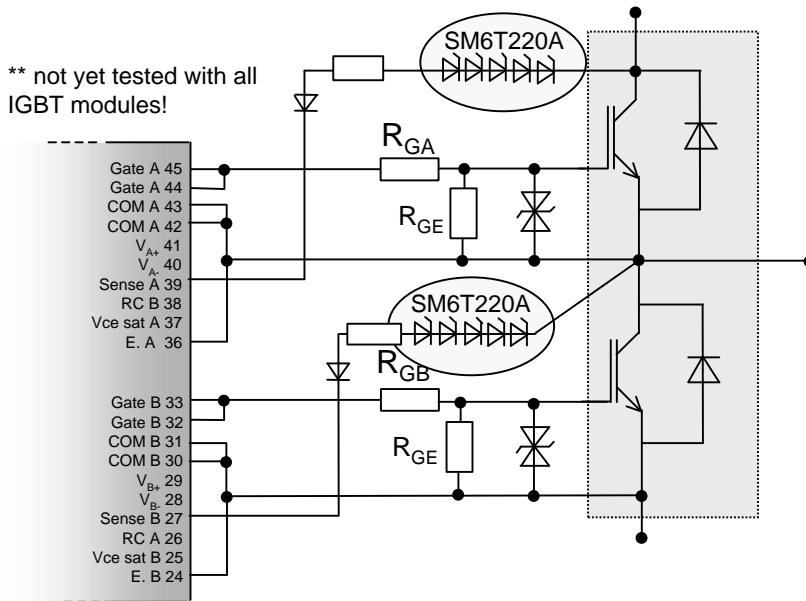 SM6T220A
** not yet tested with all
IGBT modules!
R_GA
Gate A 45
Gate A 44
COM A 43
COM A 42
V_A+ 41
V_A- 40
Sense A 39
RC B 38
Vce sat A 37
E. A 36
R_GE
SM6T220A
R_GB
Gate B 33
Gate B 32
COM B 31
COM B 30
V_B+ 29
V_B- 28
Sense B 27
RC A 26
Vce sat B 25
E. B 24
R_GE